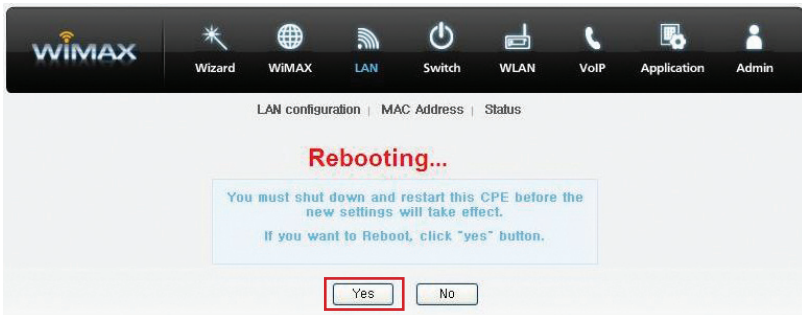 WiMAX
Wizard WiMAX LAN Switch WLAN VoIP Application Admin
LAN configuration | MAC Address | Status
Rebooting...
You must shut down and restart this CPE before the
new settings will take effect.
If you want to Reboot, click "yes" button.
Yes No